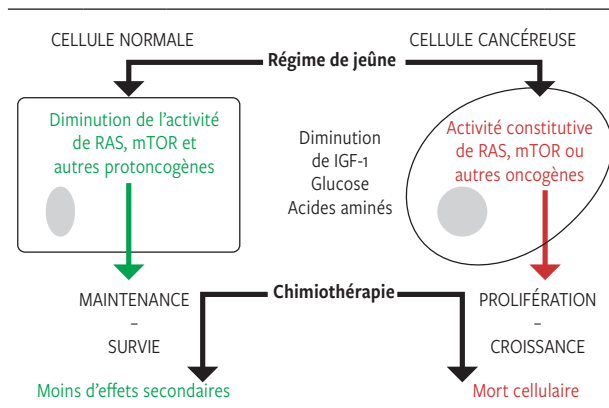 CELLULE NORMALE
CELLULE CANCÉREUSE
Régime de jeûne
Diminution de l'activité
de RAS, mTOR et
autres protoncogènes
Diminution
de IGF-1
Glucose
Acides aminés
Activité constitutive
de RAS, mTOR ou
autres oncogènes
Chimiothérapie
MAINTENANCE
–
SURVIE
PROLIFÉRATION
–
CROISSANCE
Moins d'effets secondaires
Mort cellulaire